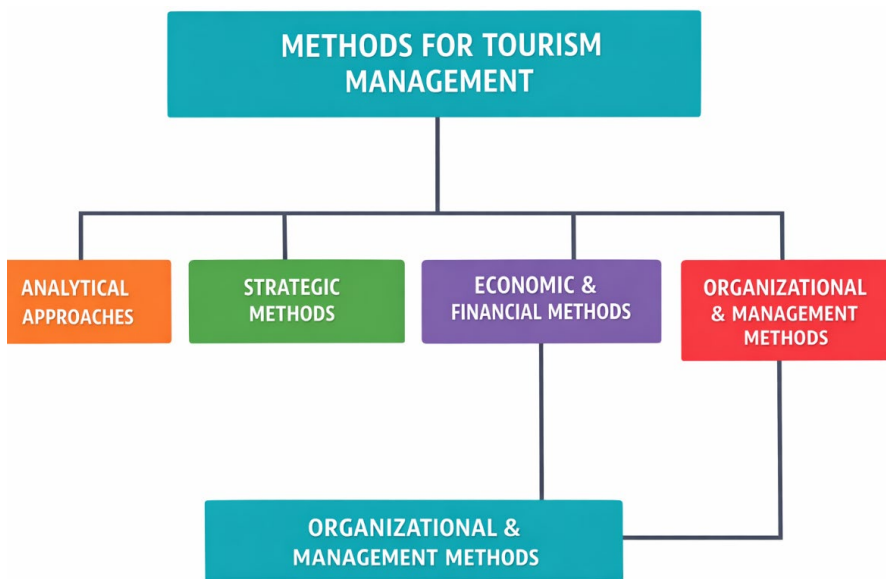 METHODS FOR TOURISM
MANAGEMENT
ANALYTICAL
APPROACHES
STRATEGIC
METHODS
ECONOMIC &
FINANCIAL METHODS
ORGANIZATIONAL
& MANAGEMENT
METHODS
ORGANIZATIONAL &
MANAGEMENT METHODS